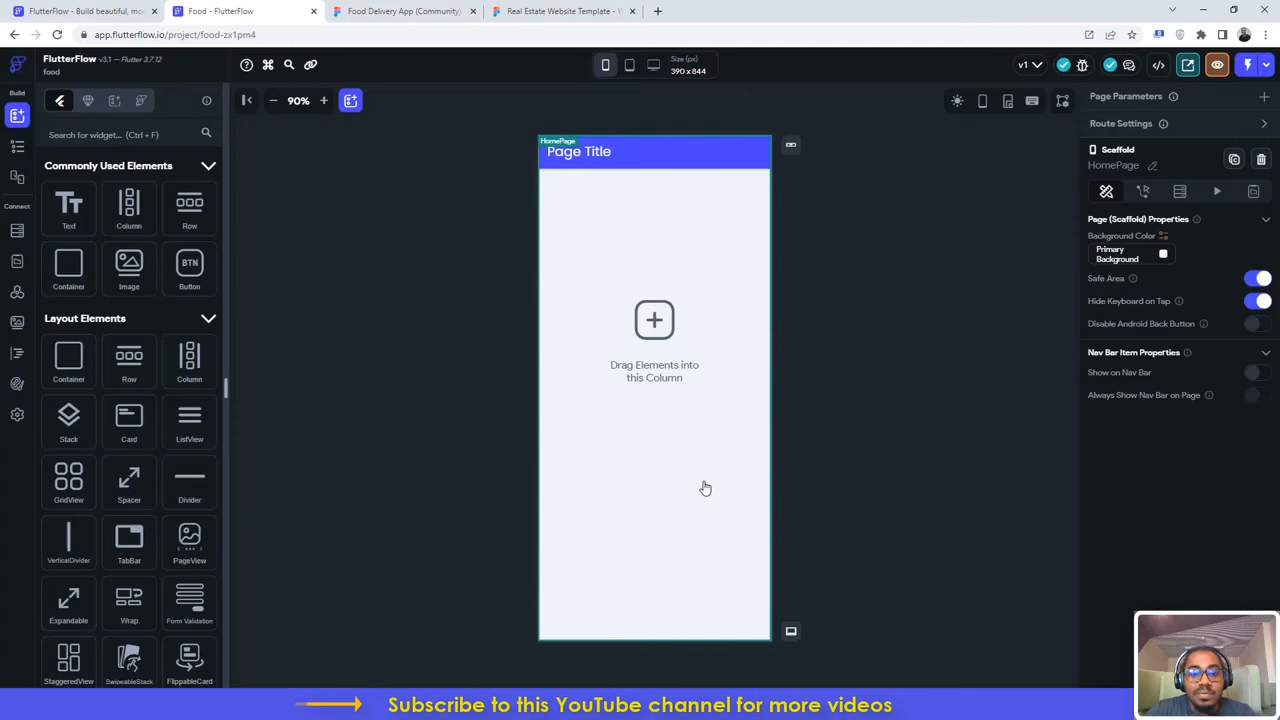 FlutterFlow - Build beautiful, mo
Food - FlutterFlow
Food Delivery App (Community)
Real Estate Website Template - W
app.flutterflow.io/project/food-zx1pm4
FlutterFlow v3.1 – Flutter 3.7.12
food
Size (px)
390 x 844
v1
Build
Connect
90%
Search for widget... (Ctrl + F)
Commonly Used Elements
Text
Column
Row
Container
Image
BTN
Button
Layout Elements
Container
Row
Column
Stack
Card
ListView
GridView
Spacer
Divider
VerticalDivider
TabBar
PageView
Expandable
Wrap
Form Validation
StaggeredView
SwipeableStack
FlippableCard
HomePage
Page Title
Drag Elements into
this Column
Page Parameters
Route Settings
Scaffold
HomePage
Page (Scaffold) Properties
Background Color
Primary
Background
Safe Area
Hide Keyboard on Tap
Disable Android Back Button
Nav Bar Item Properties
Show on Nav Bar
Always Show Nav Bar on Page
Subscribe to this YouTube channel for more videos